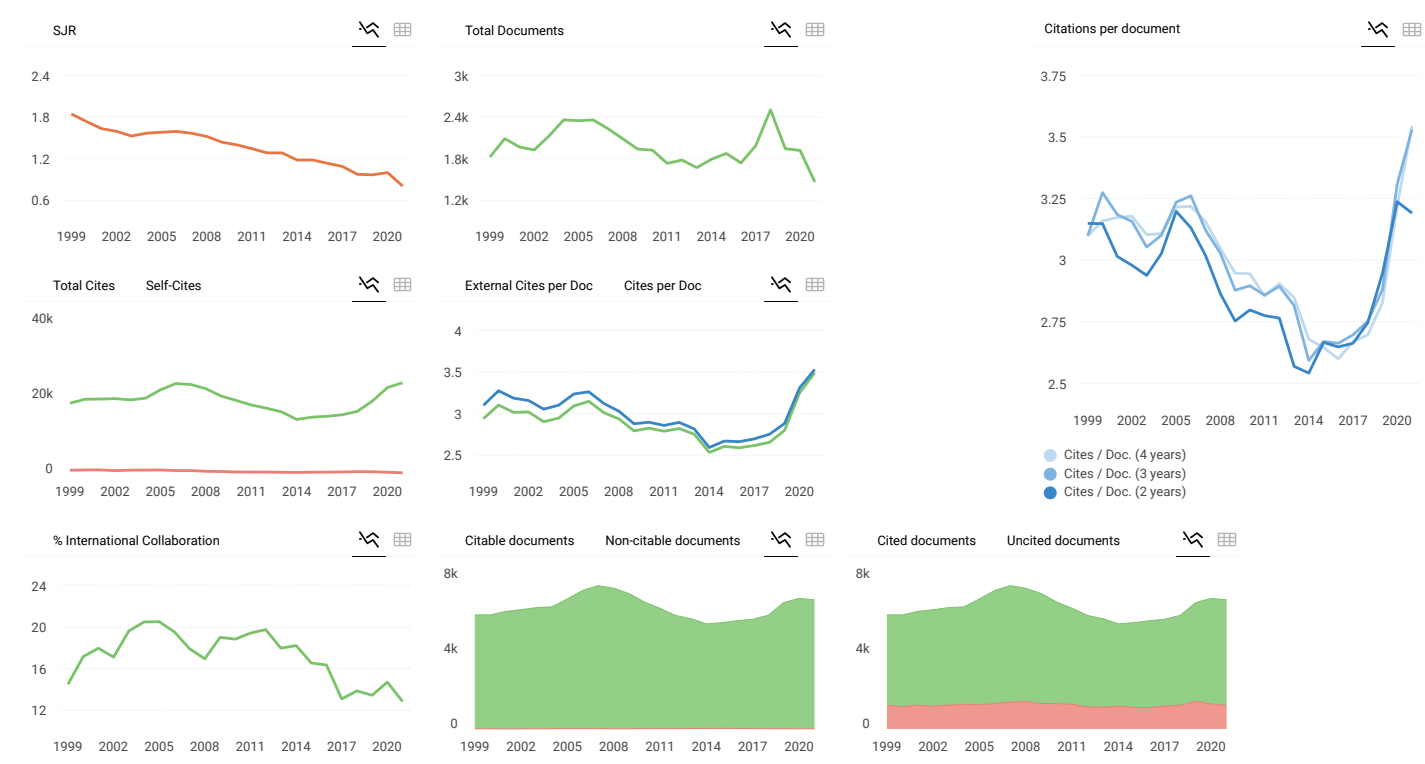 SJR
2.4
1.8
1.2
0.6
1999 2002 2005 2008 2011 2014 2017 2020
Total Documents
3k
2.4k
1.8k
1.2k
1999 2002 2005 2008 2011 2014 2017 2020
Citations per document
3.75
3.5
3.25
3
2.75
2.5
1999 2002 2005 2008 2011 2014 2017 2020
Cites / Doc. (4 years)
Cites / Doc. (3 years)
Cites / Doc. (2 years)
Total Cites Self-Cites
40k
20k
0
1999 2002 2005 2008 2011 2014 2017 2020
External Cites per Doc Cites per Doc
4
3.5
3
2.5
1999 2002 2005 2008 2011 2014 2017 2020
% International Collaboration
24
20
16
12
1999 2002 2005 2008 2011 2014 2017 2020
Citable documents Non-citable documents
8k
4k
0
1999 2002 2005 2008 2011 2014 2017 2020
Cited documents Uncited documents
8k
4k
0
1999 2002 2005 2008 2011 2014 2017 2020